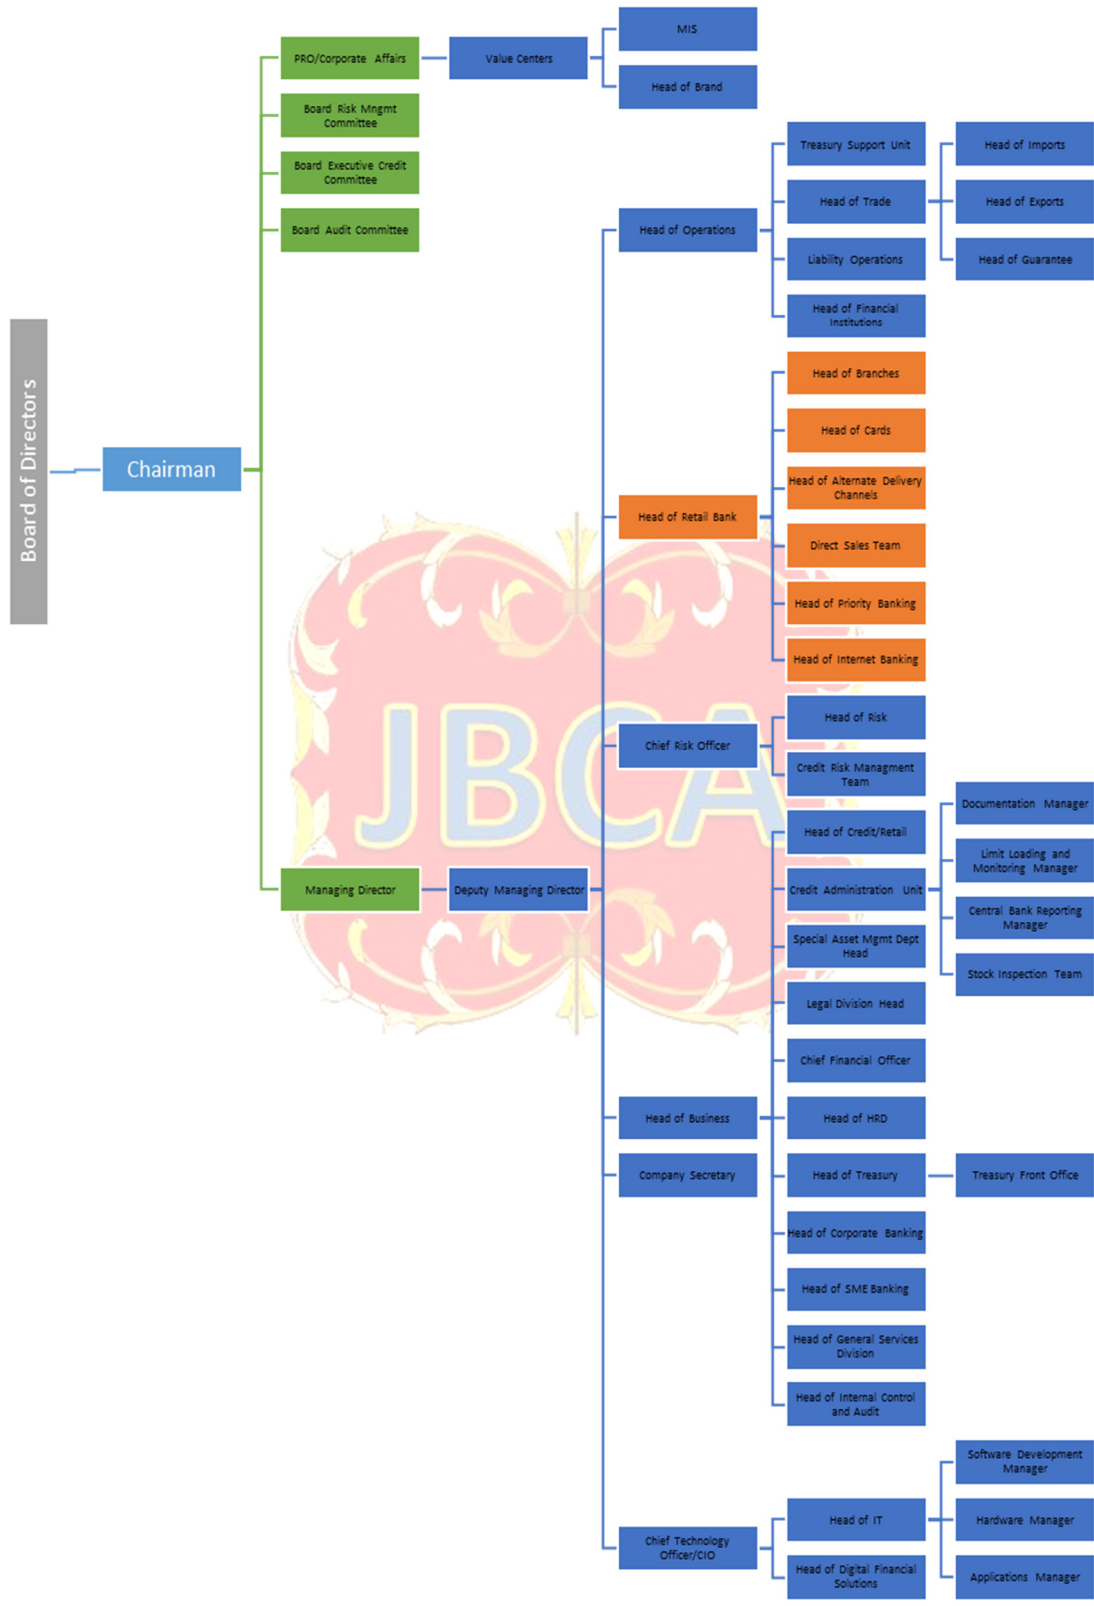 Board of Directors
Chairman
PRO/Corporate Affairs
Board Risk Mngmt
Committee
Board Executive Credit
Committee
Board Audit Committee
Managing Director
Value Centers
Deputy Managing Director
MIS
Head of Brand
Head of Operations
Head of Retail Bank
Chief Risk Officer
Head of Business
Company Secretary
Chief Technology
Officer/CIO
Treasury Support Unit
Head of Trade
Liability Operations
Head of Financial
Institutions
Head of Branches
Head of Cards
Head of Alternate Delivery
Channels
Direct Sales Team
Head of Priority Banking
Head of Internet Banking
Head of Risk
Credit Risk Managment
Team
Head of Credit/Retail
Credit Administration Unit
Special Asset Mgmt Dept
Head
Legal Division Head
Chief Financial Officer
Head of HRD
Head of Treasury
Head of Corporate Banking
Head of SME Banking
Head of General Services
Division
Head of Internal Control
and Audit
Head of IT
Head of Digital Financial
Solutions
Head of Imports
Head of Exports
Head of Guarantee
Documentation Manager
Limit Loading and
Monitoring Manager
Central Bank Reporting
Manager
Stock Inspection Team
Treasury Front Office
Software Development
Manager
Hardware Manager
Applications Manager
JBCA